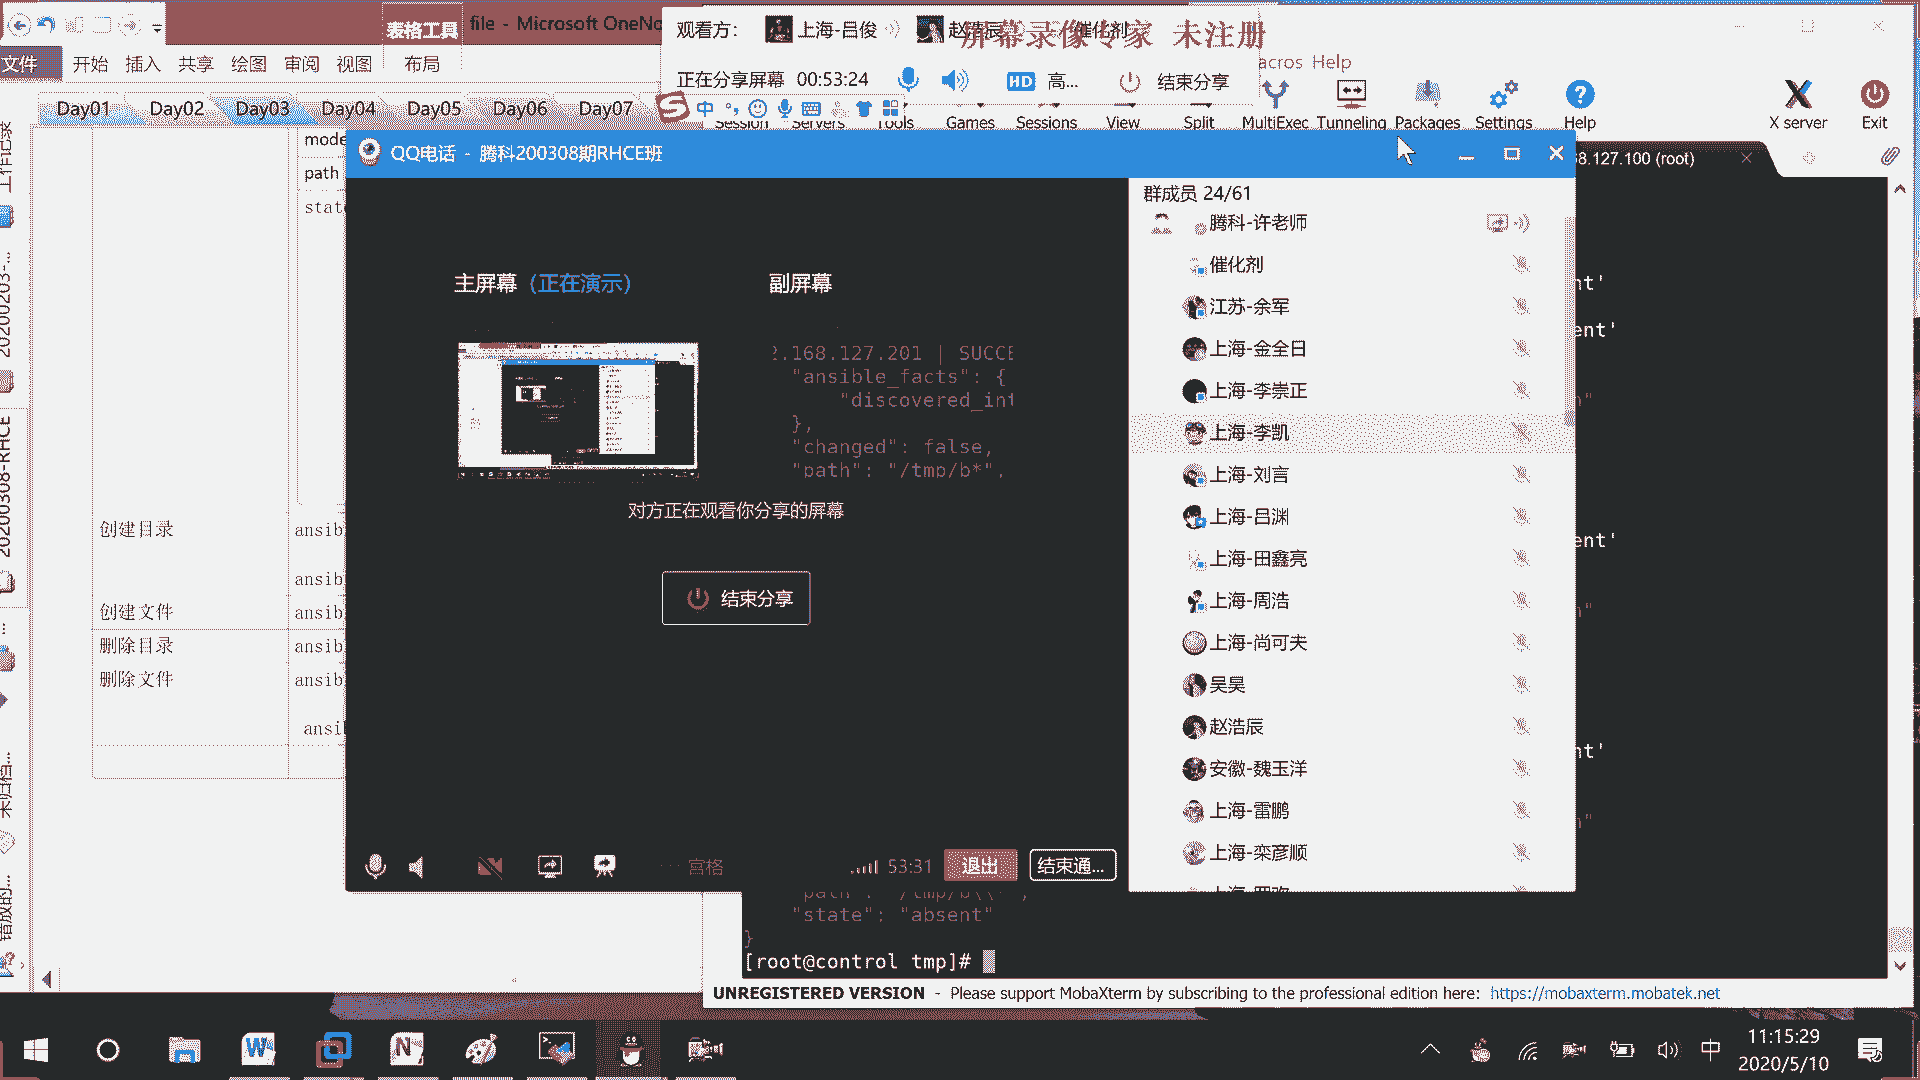 表格工具
file - Microsoft OneNo
观看方：
上海-吕俊
赵浩辰
催化剂
屏幕录像专家 未注册
文件
开始
插入
共享
绘图
审阅
视图
布局
正在分享屏幕 00:53:24
HD 高...
结束分享
Macros Help
Day01
Day02
Day03
Day04
Day05
Day06
Day07
中
Session
Servers
Tools
Games
Sessions
View
Split
MultiExec
Tunneling
Packages
Settings
Help
X server
Exit
mode
path
state
QQ电话 - 腾科200308期RHCE班
8.127.100 (root)
群成员 24/61
腾科-许老师
催化剂
江苏-余军
上海-金全日
上海-李崇正
上海-李凯
上海-刘言
上海-吕渊
上海-田鑫亮
上海-周浩
上海-尚可夫
吴昊
赵浩辰
安徽-魏玉洋
上海-雷鹏
上海-栾彦顺
主屏幕（正在演示）
副屏幕
2.168.127.201 | SUCCE
"ansible_facts": {
"discovered_int
},
"changed": false,
"path": "/tmp/b*",
对方正在观看你分享的屏幕
结束分享
宫格
53:31
退出
结束通...
工作记录
20200203-...
20200308-RHCE
创建目录
ansib
ansib
创建文件
ansib
删除目录
ansib
删除文件
ansib
ansi
nt'
ent'
ent'
nt'
"path": "/tmp/b\\*",
"state": "absent"
}
[root@control tmp]#
UNREGISTERED VERSION - Please support MobaXterm by subscribing to the professional edition here: https://mobaxterm.mobatek.net
中
11:15:29
2020/5/10